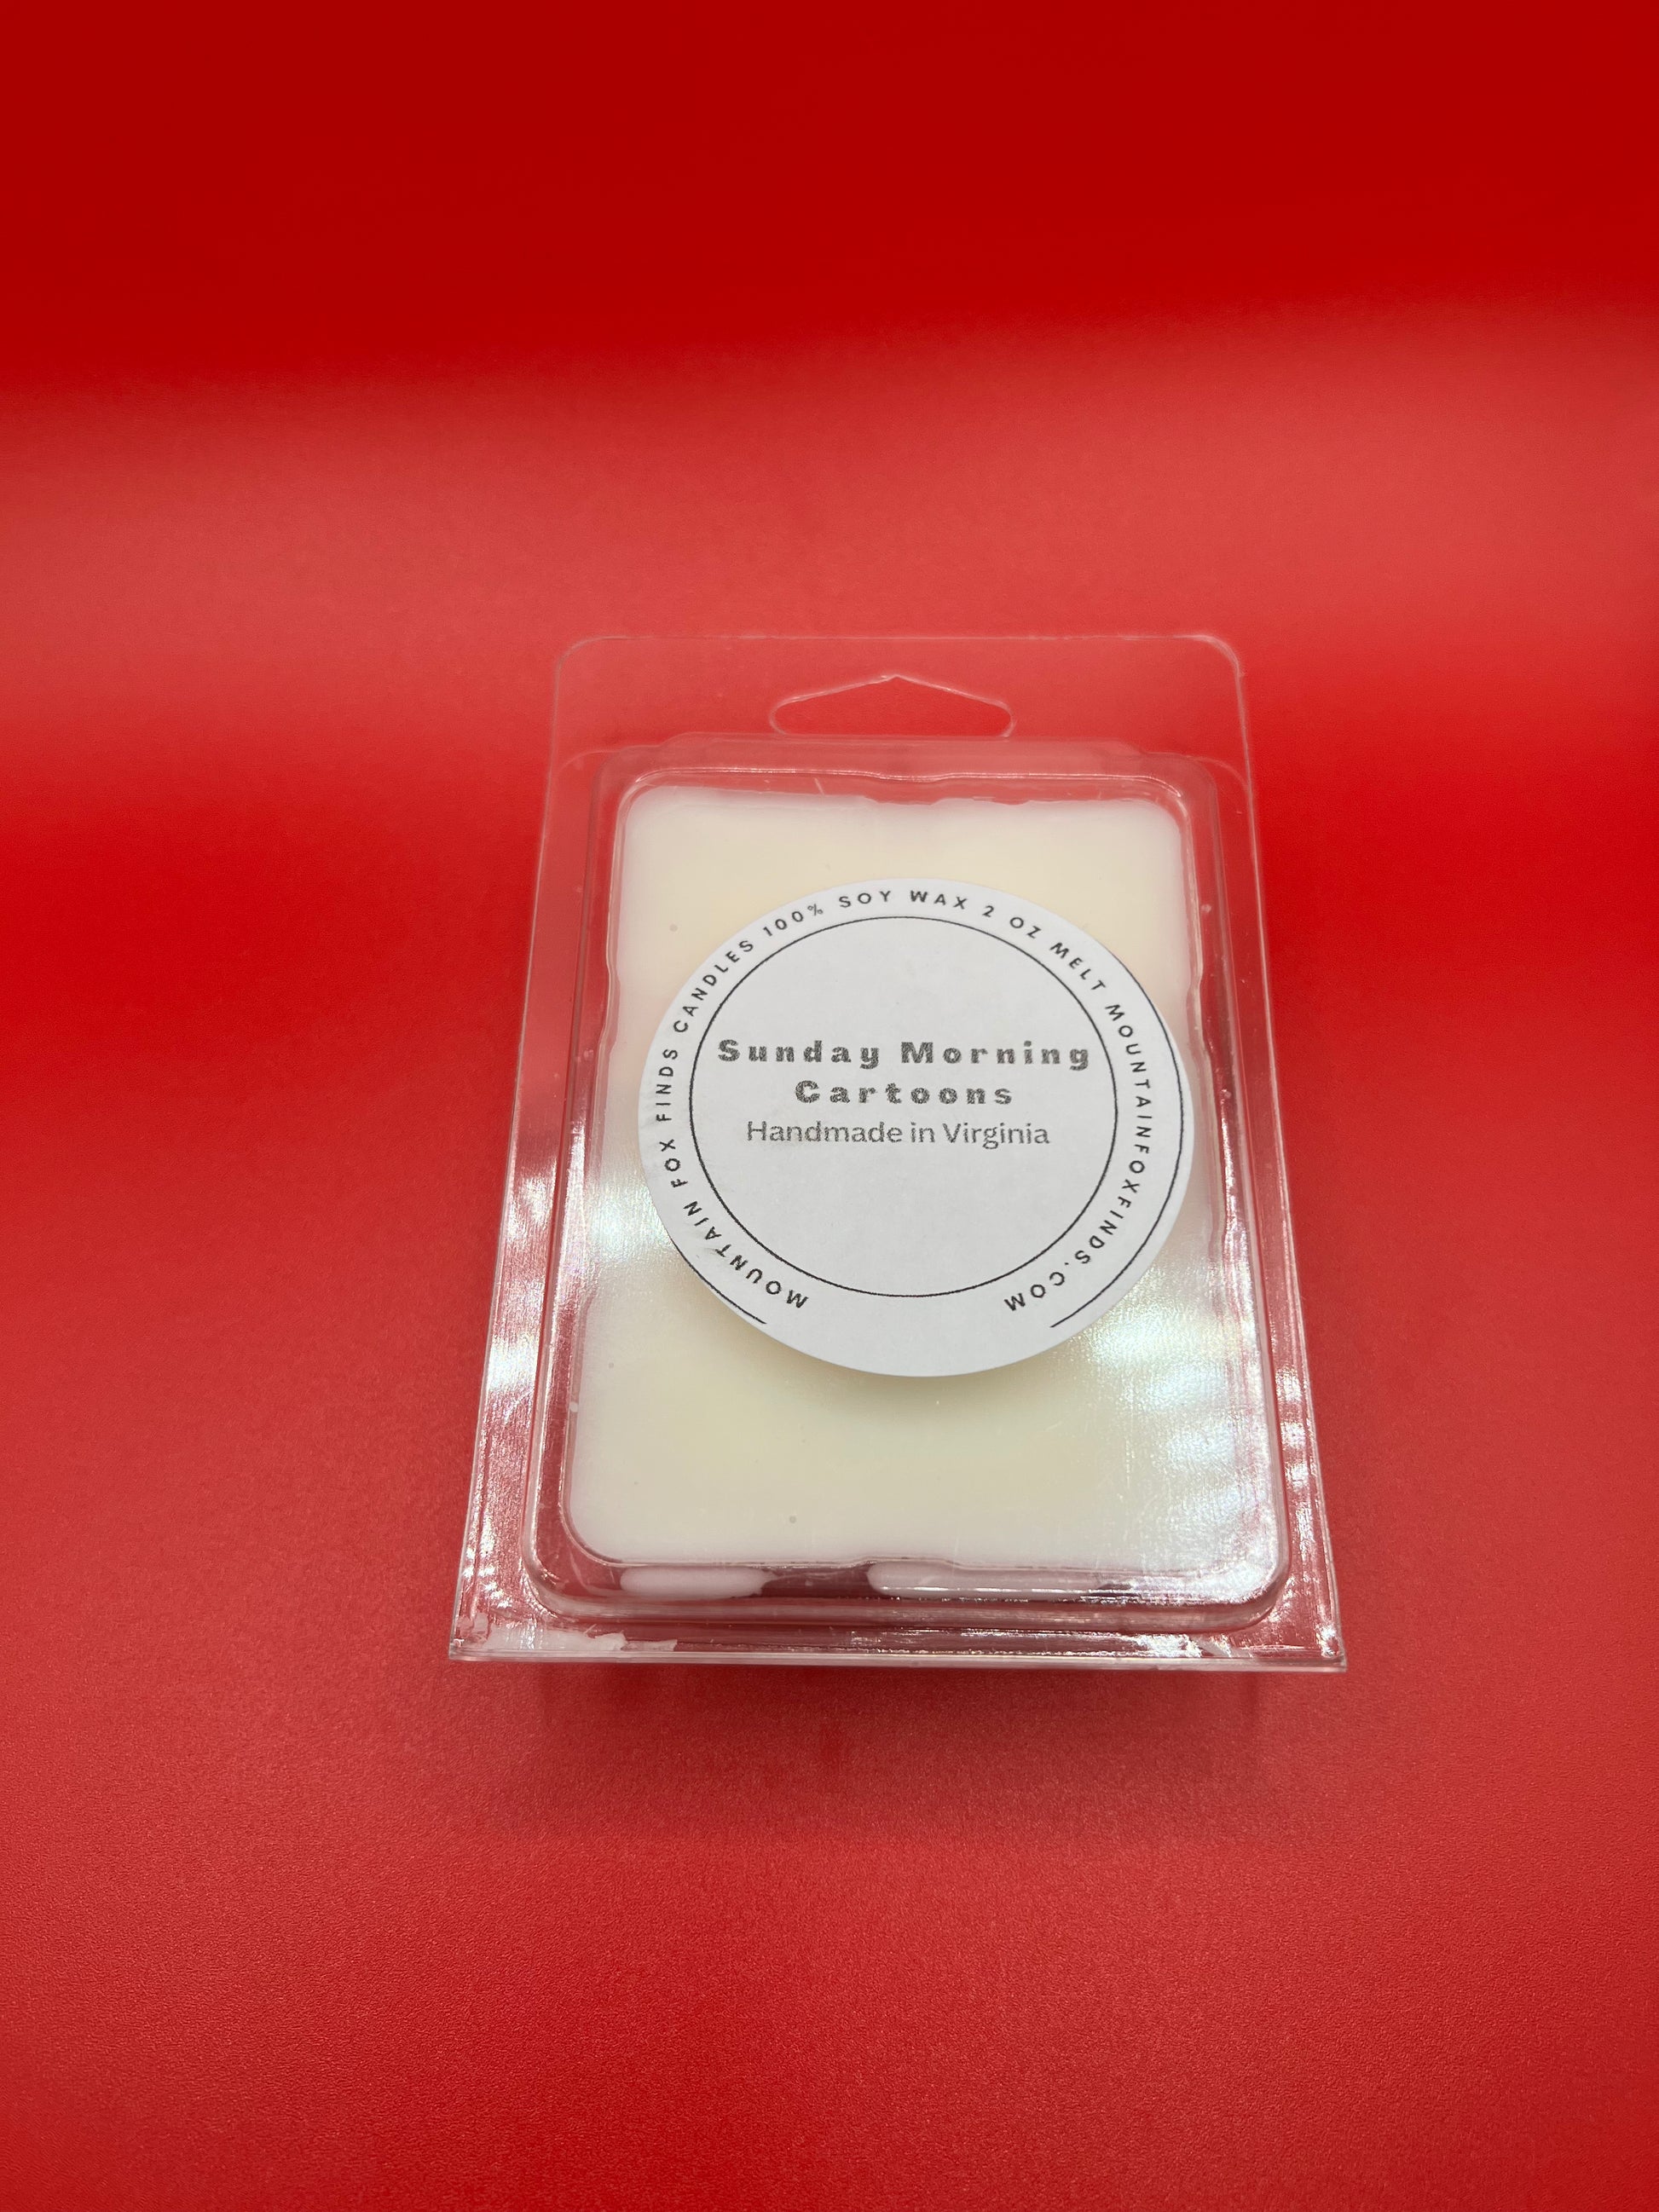 MOUNTAIN FOX FINDS CANDLES 100% SOY WAX 2 OZ MELT MOUNTAINFOXFINDS.COM
Sunday Morning
Cartoons
Handmade in Virginia